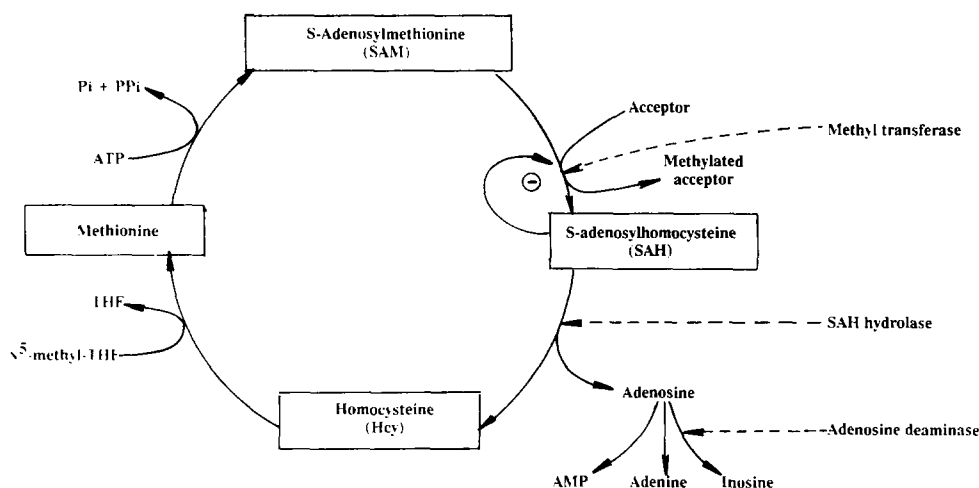 S-Adenosylmethionine
(SAM)
Pi + PPi
Acceptor
Methyl transferase
ATP
Methylated
acceptor
Methionine
S-adenosylhomocysteine
(SAH)
THF
SAH hydrolase
N5-methyl-THF
Adenosine
Homocysteine
(Hcy)
Adenosine deaminase
AMP
Adenine
Inosine